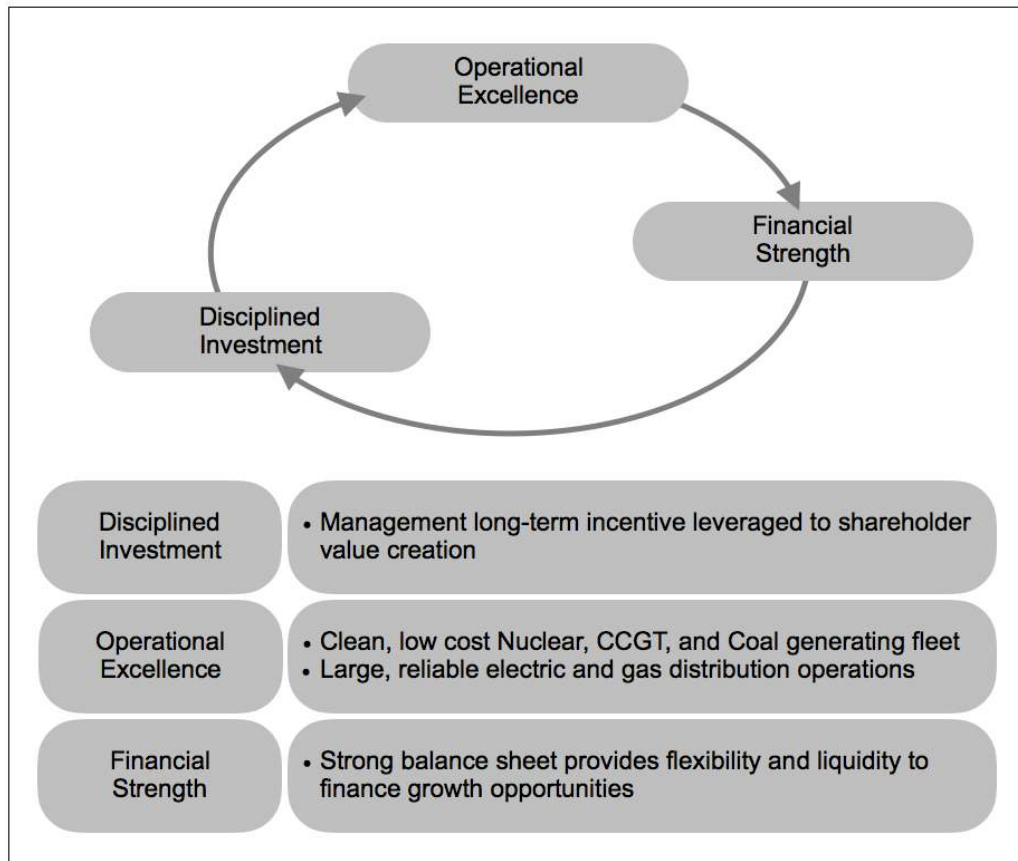 Operational
Excellence
Financial
Strength
Disciplined
Investment
Disciplined
Investment
• Management long-term incentive leveraged to shareholder
value creation
Operational
Excellence
• Clean, low cost Nuclear, CCGT, and Coal generating fleet
• Large, reliable electric and gas distribution operations
Financial
Strength
• Strong balance sheet provides flexibility and liquidity to
finance growth opportunities